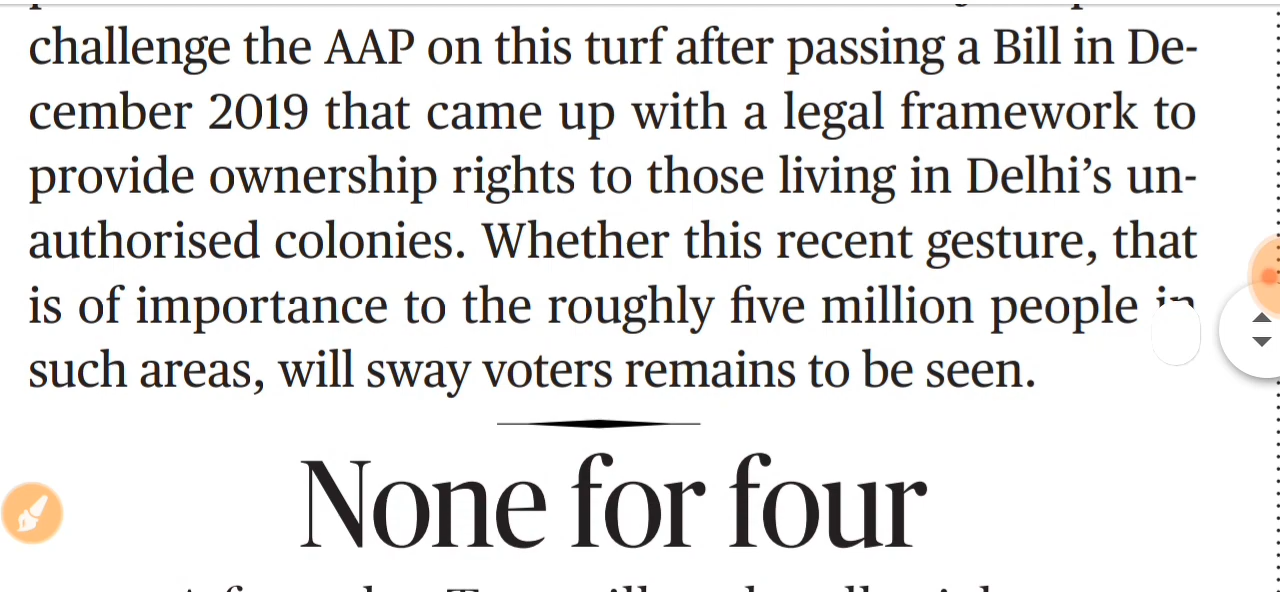 challenge the AAP on this turf after passing a Bill in De-
cember 2019 that came up with a legal framework to
provide ownership rights to those living in Delhi’s un-
authorised colonies. Whether this recent gesture, that
is of importance to the roughly five million people in
such areas, will sway voters remains to be seen.
None for four